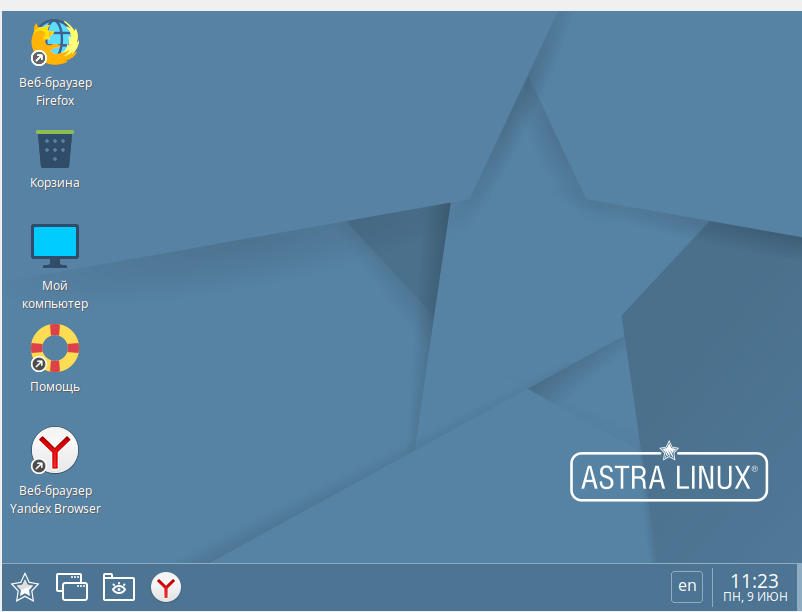 Веб-браузер
Firefox
Корзина
Мой
компьютер
Помощь
Веб-браузер
Yandex Browser
ASTRA LINUX®
en
11:23
ПН, 9 ИЮН